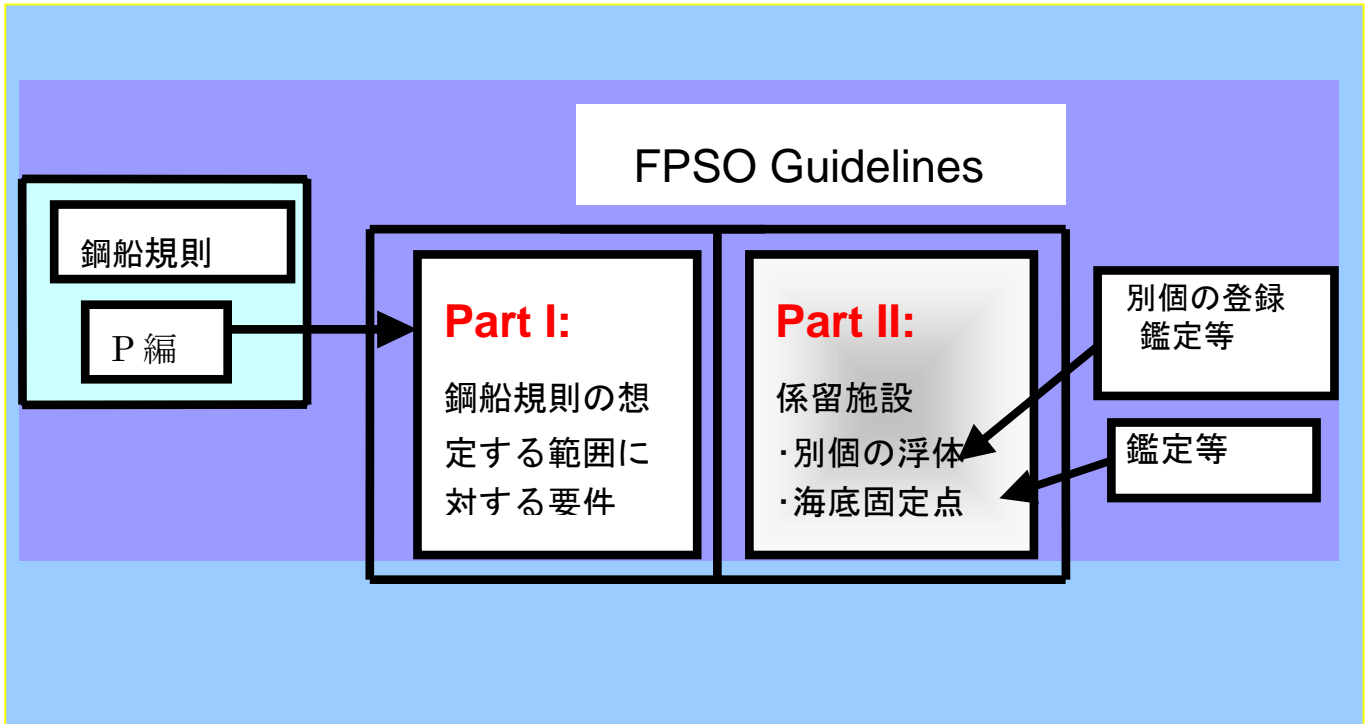 FPSO Guidelines
鋼船規則
P編
Part I:
鋼船規則の想
定する範囲に
対する要件
Part II:
係留施設
・別個の浮体
・海底固定点
別個の登録
鑑定等
鑑定等